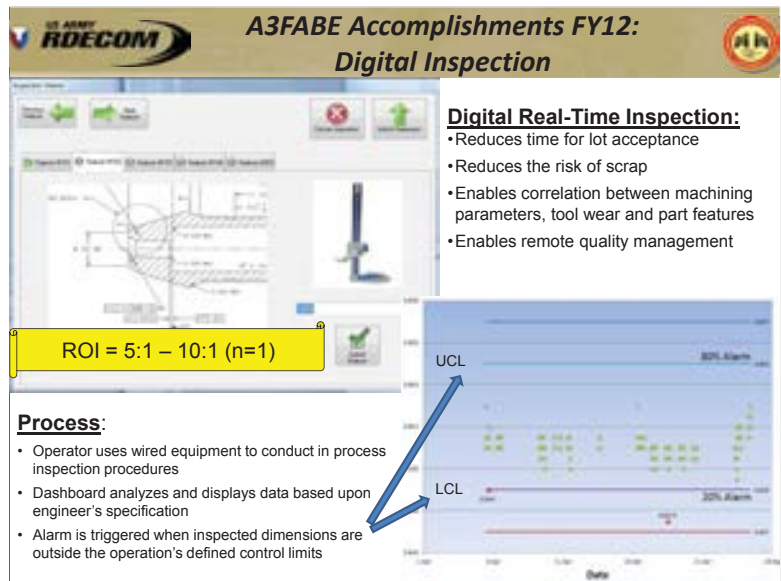 US ARMY
RDECOM
A3FABE Accomplishments FY12:
Digital Inspection
Digital Real-Time Inspection:
•Reduces time for lot acceptance
•Reduces the risk of scrap
•Enables correlation between machining
parameters, tool wear and part features
•Enables remote quality management
ROI = 5:1 – 10:1 (n=1)
UCL
80% Alarm
LCL
20% Alarm
Date
Process:
• Operator uses wired equipment to conduct in process
inspection procedures
• Dashboard analyzes and displays data based upon
engineer's specification
• Alarm is triggered when inspected dimensions are
outside the operation's defined control limits